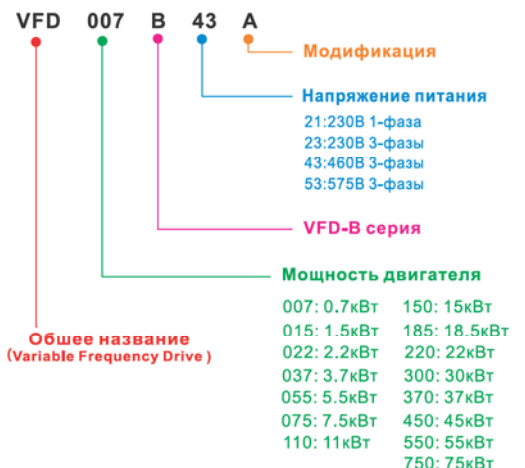 VFD 007 B 43 A
Модификация
Напряжение питания
21:230В 1-фаза
23:230В 3-фазы
43:460В 3-фазы
53:575В 3-фазы
VFD-B серия
Мощность двигателя
007: 0.7кВт 150: 15кВт
015: 1.5кВт 185: 18.5кВт
022: 2.2кВт 220: 22кВт
037: 3.7кВт 300: 30кВт
055: 5.5кВт 370: 37кВт
075: 7.5кВт 450: 45кВт
110: 11кВт 550: 55кВт
750: 75кВт
Обшее название
(Variable Frequency Drive )